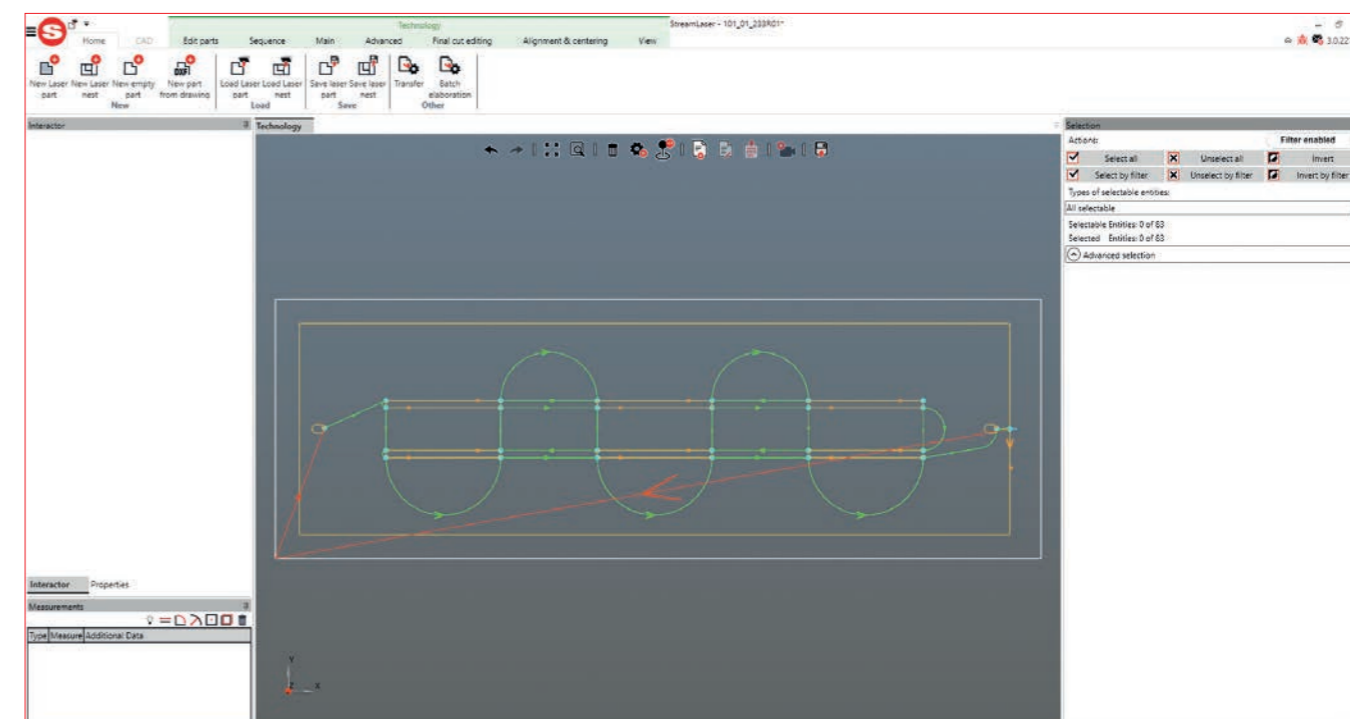 Technology
StreamLaser - 101_01_233R01*
S
Home CAD Edit parts Sequence Main Advanced Final cut editing Alignment & centering View
3.0.22
New Laser part
New Laser nest
New empty part
DXF
New part from drawing
Load Laser part
Load Laser nest
Save laser part
Save laser nest
Transfer
Batch elaboration
New Load Save Other
Interactor
Technology
Selection
Actions: Filter enabled
Select all Unselect all Invert
Select by filter Unselect by filter Invert by filter
Types of selectable entities:
All selectable
Selectable Entities: 0 of 63
Selected Entities: 0 of 63
Advanced selection
Interactor Properties
Measurements
Type Measure Additional Data
Y
Z X